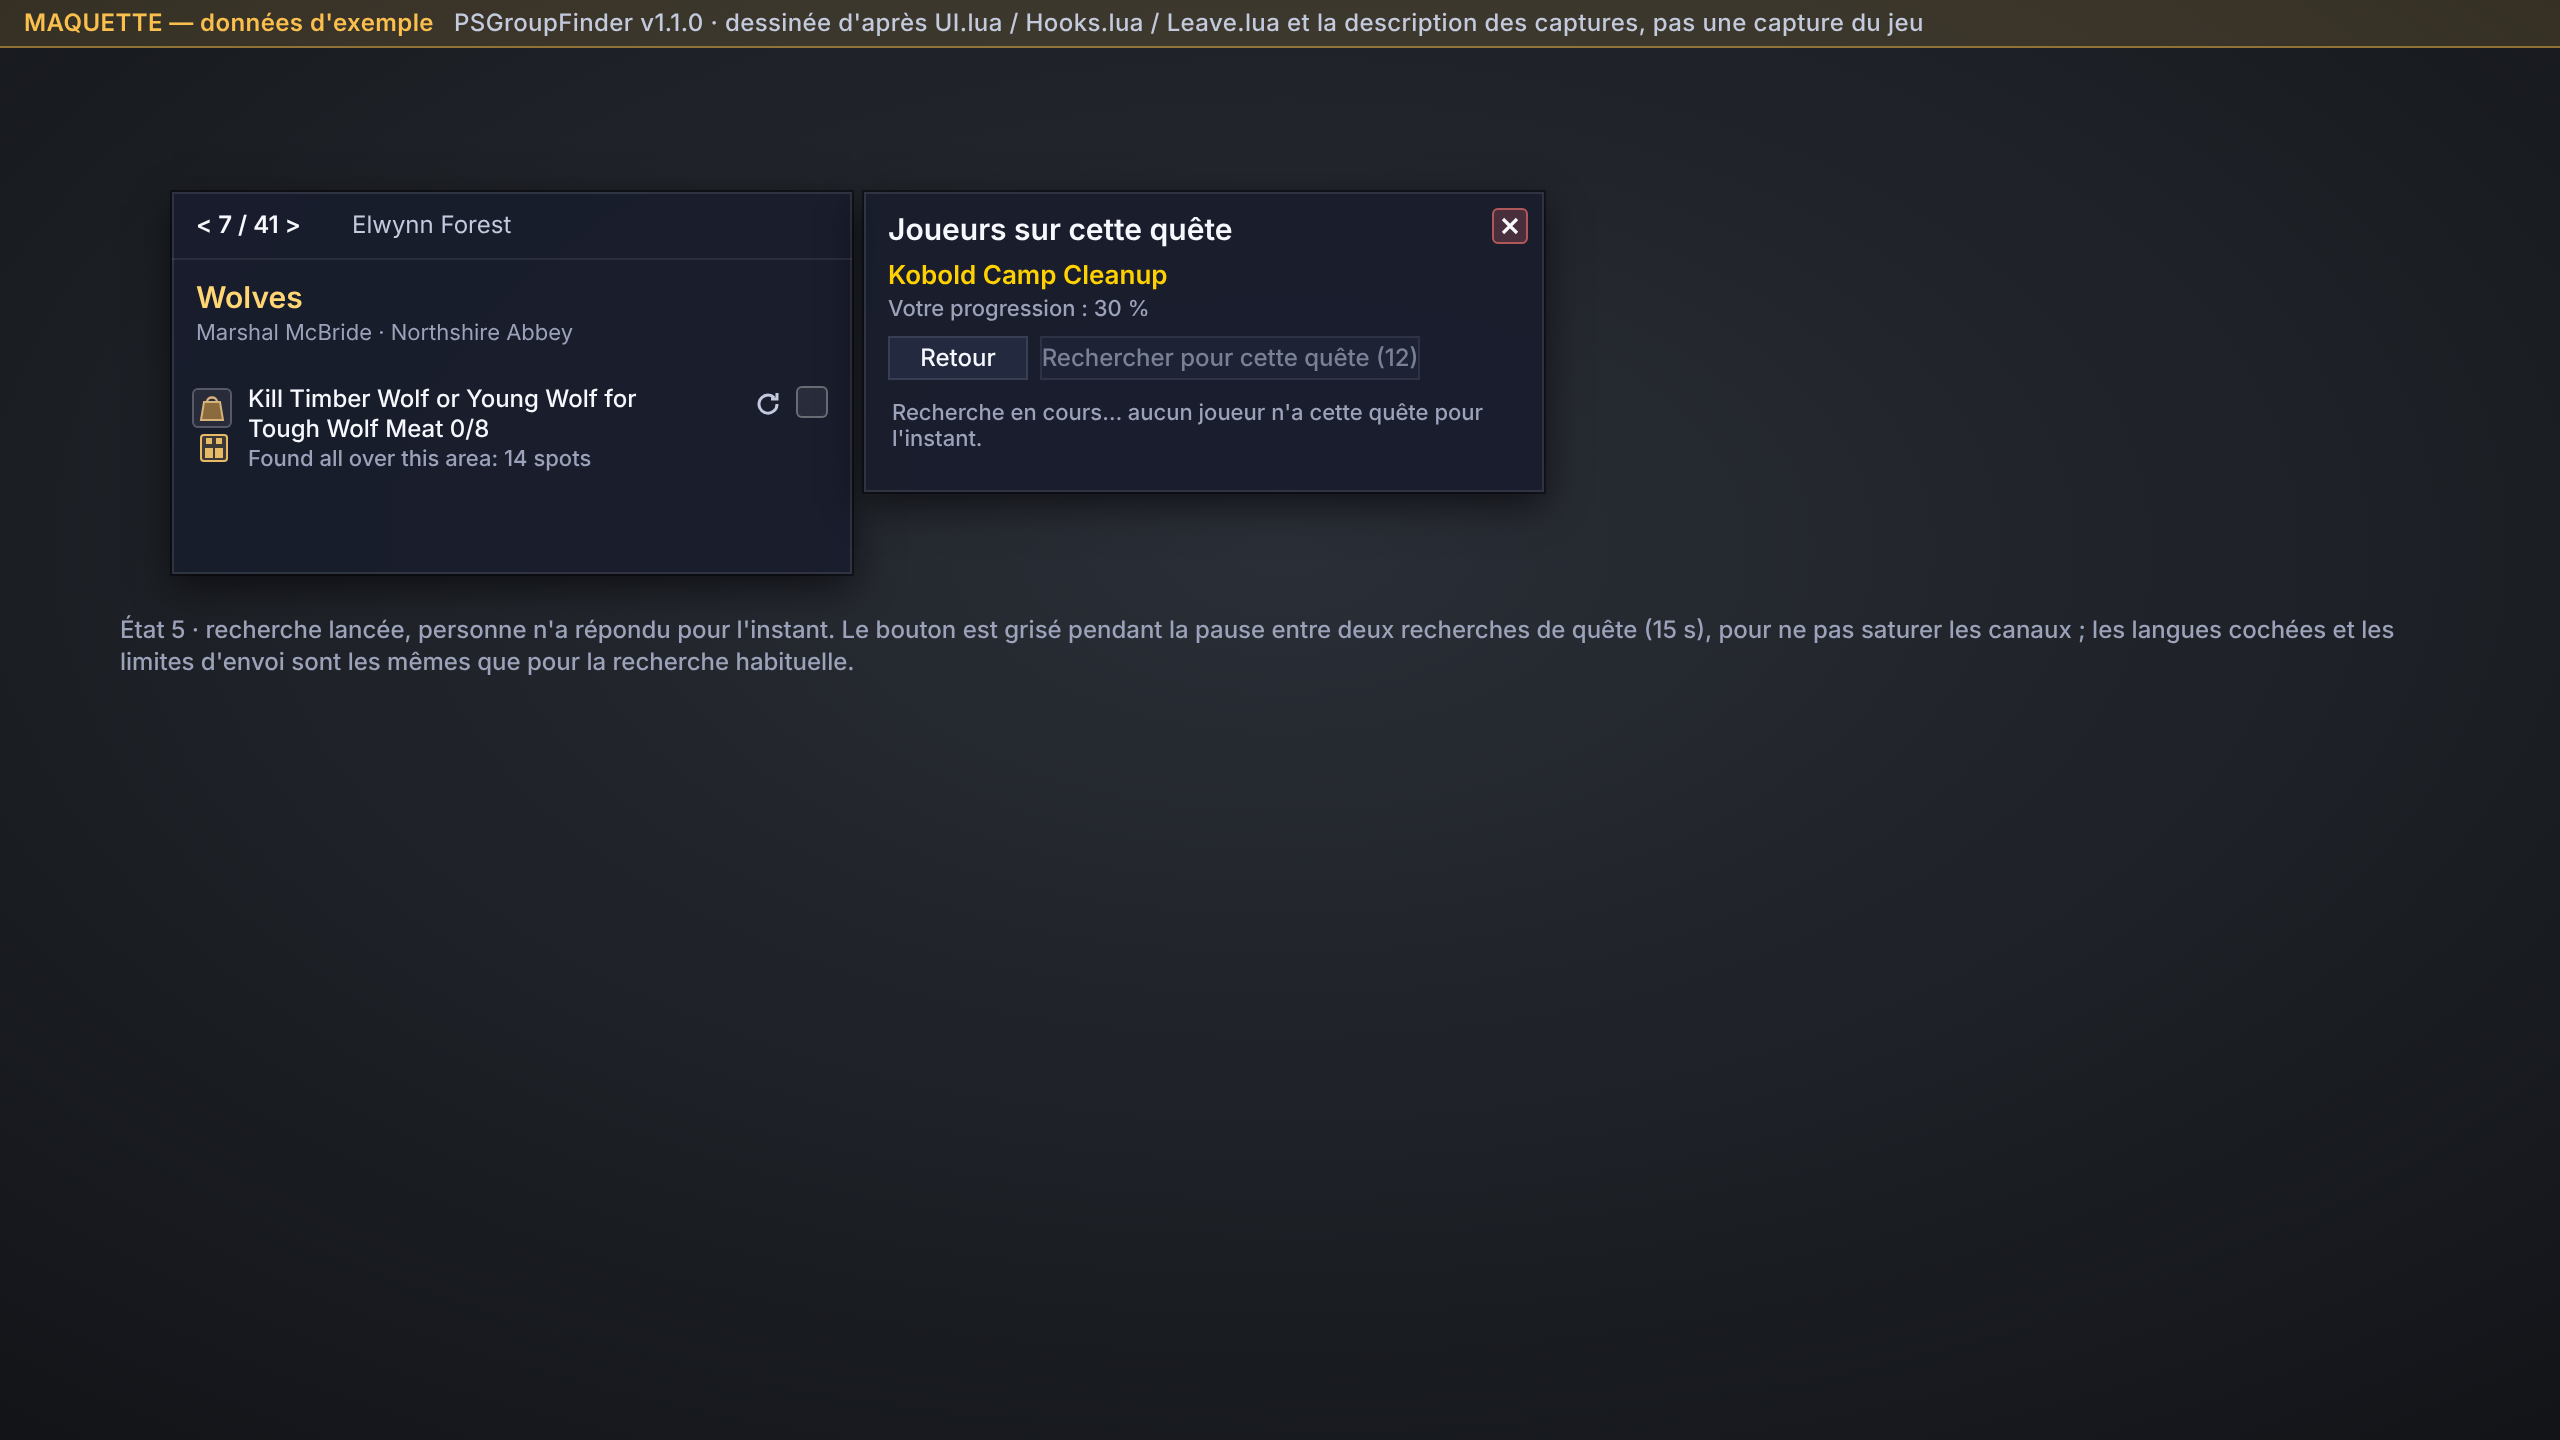 MAQUETTE — données d'exemple PSGroupFinder v1.1.0 · dessinée d'après UI.lua / Hooks.lua / Leave.lua et la description des captures, pas une capture du jeu
< 7 / 41 > Elwynn Forest
Wolves
Marshal McBride · Northshire Abbey
Kill Timber Wolf or Young Wolf for
Tough Wolf Meat 0/8
Found all over this area: 14 spots
Joueurs sur cette quête
Kobold Camp Cleanup
Votre progression : 30 %
Retour Rechercher pour cette quête (12)
Recherche en cours... aucun joueur n'a cette quête pour
l'instant.
État 5 · recherche lancée, personne n'a répondu pour l'instant. Le bouton est grisé pendant la pause entre deux recherches de quête (15 s), pour ne pas saturer les canaux ; les langues cochées et les
limites d'envoi sont les mêmes que pour la recherche habituelle.